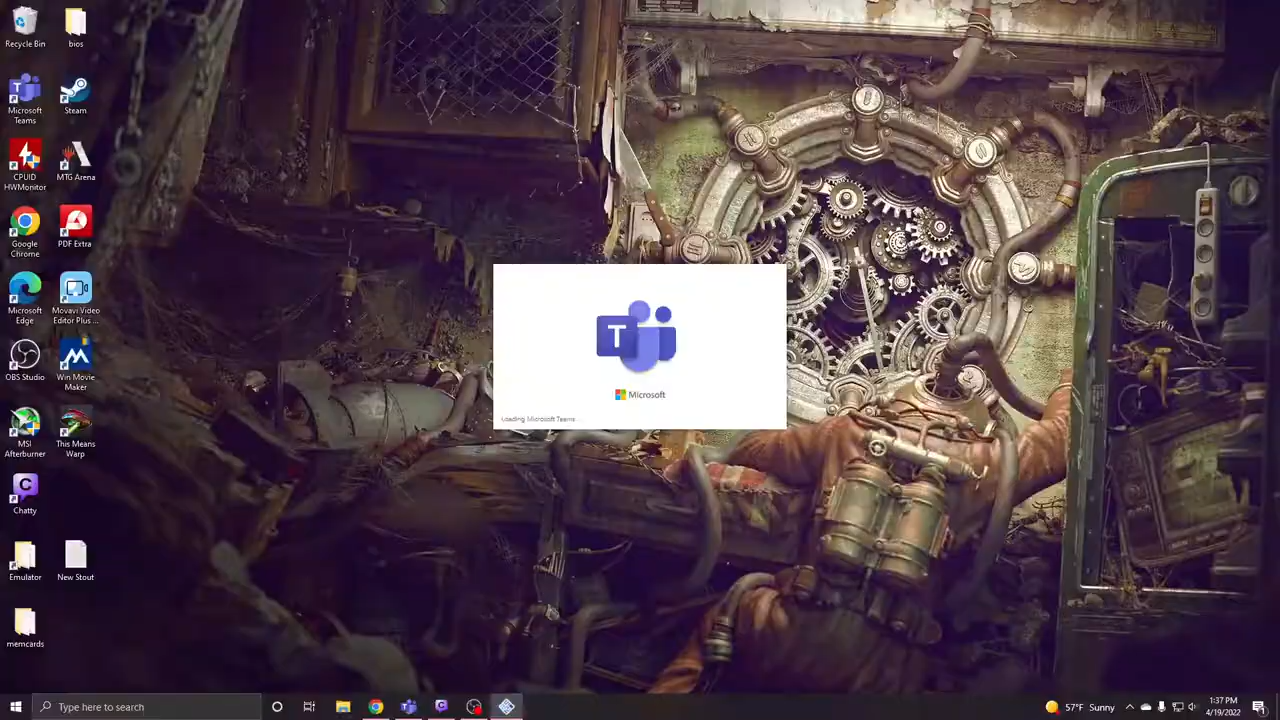 Recycle Bin
bios
Microsoft Teams
Steam
CPUID HWMonitor
MTG Arena
Google Chrome
PDF Extra
Microsoft Edge
Movavi Video Editor Plus ...
OBS Studio
Win Movie Maker
MSI Afterburner
This Means Warp
Chatty
Emulator
New Stout
memcards
T
Microsoft
Loading Microsoft Teams...
Type here to search
57°F Sunny
1:37 PM
4/19/2022